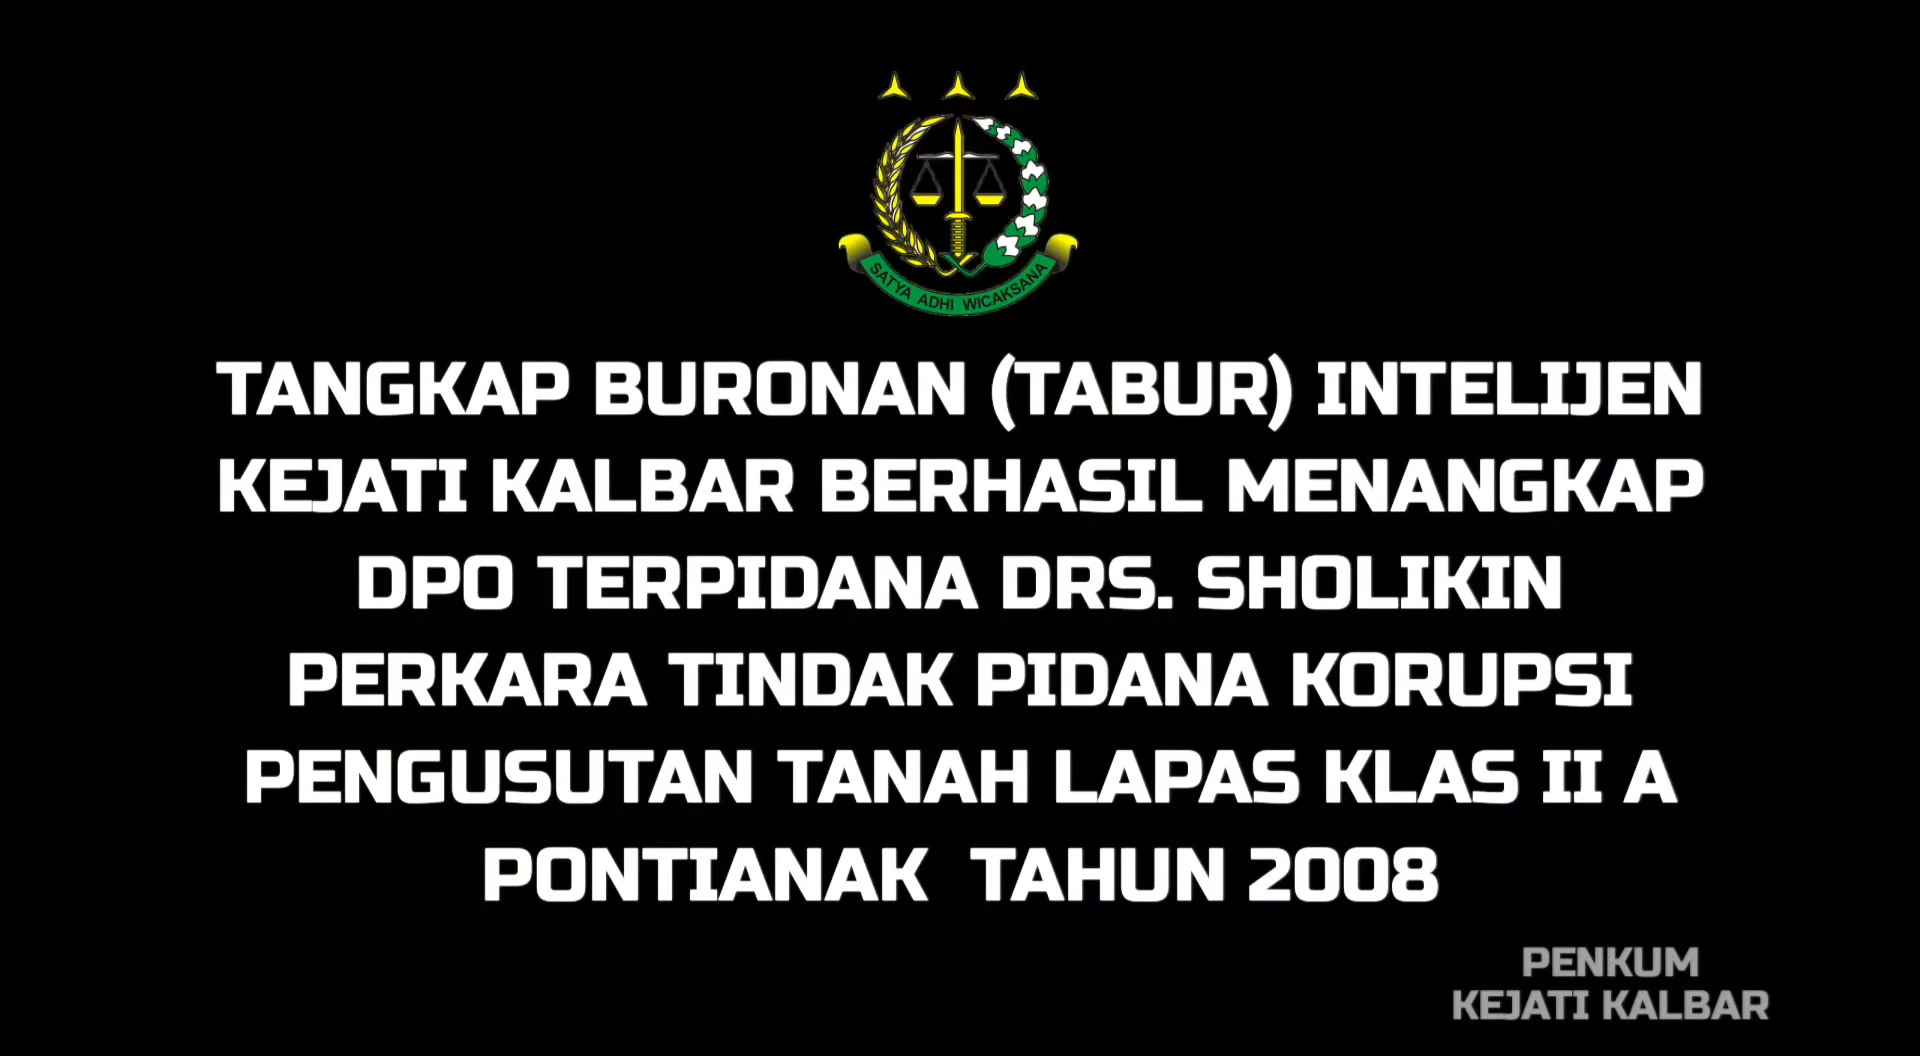 SATYA ADHI WICAKSANA
TANGKAP BURONAN (TABUR) INTELIJEN
KEJATI KALBAR BERHASIL MENANGKAP
DPO TERPIDANA DRS. SHOLIKIN
PERKARA TINDAK PIDANA KORUPSI
PENGUSUTAN TANAH LAPAS KLAS II A
PONTIANAK TAHUN 2008
PENKUM
KEJATI KALBAR